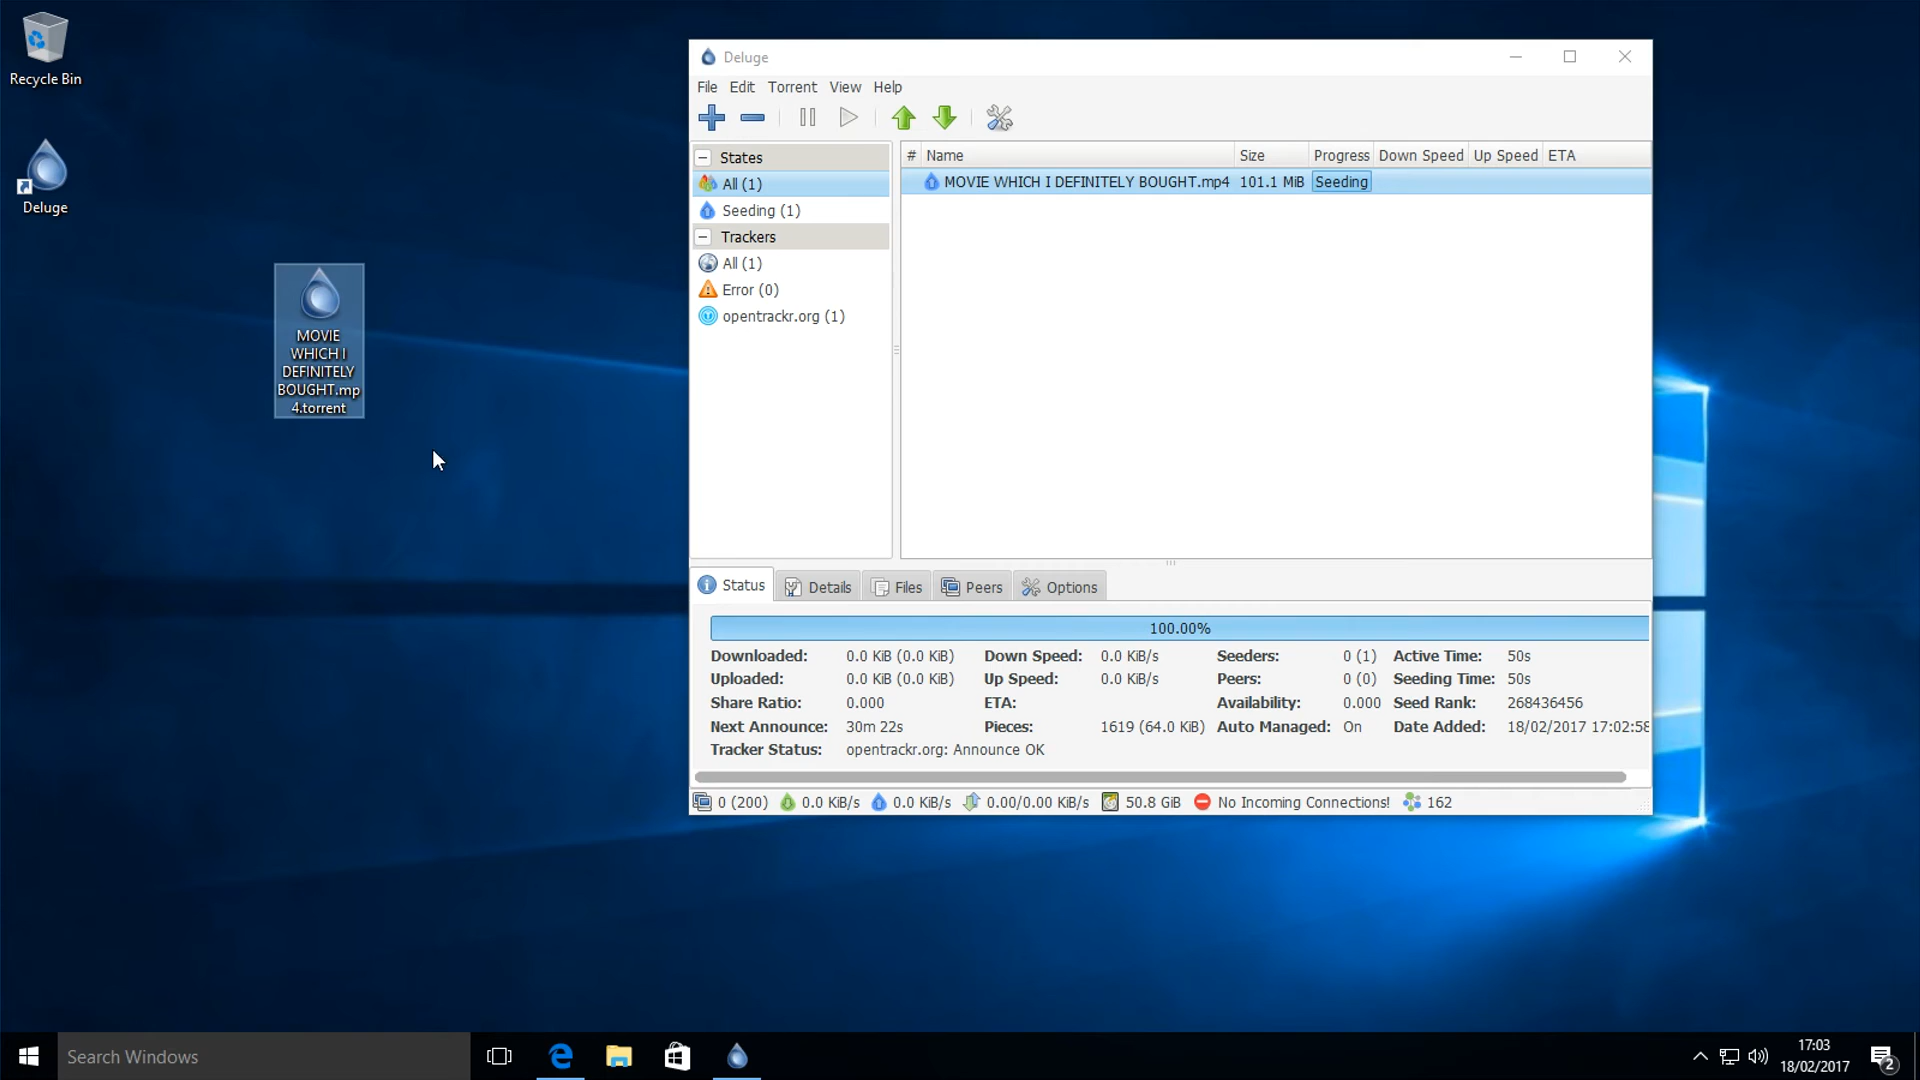 Recycle Bin
Deluge
MOVIE
WHICH I
DEFINITELY
BOUGHT.mp
4.torrent
Deluge
File Edit Torrent View Help
States
All (1)
Seeding (1)
Trackers
All (1)
Error (0)
opentrackr.org (1)
# Name Size Progress Down Speed Up Speed ETA
MOVIE WHICH I DEFINITELY BOUGHT.mp4 101.1 MiB Seeding
Status Details Files Peers Options
100.00%
Downloaded: 0.0 KiB (0.0 KiB) Down Speed: 0.0 KiB/s Seeders: 0 (1) Active Time: 50s
Uploaded: 0.0 KiB (0.0 KiB) Up Speed: 0.0 KiB/s Peers: 0 (0) Seeding Time: 50s
Share Ratio: 0.000 ETA: Availability: 0.000 Seed Rank: 268436456
Next Announce: 30m 22s Pieces: 1619 (64.0 KiB) Auto Managed: On Date Added: 18/02/2017 17:02:58
Tracker Status: opentrackr.org: Announce OK
0 (200) 0.0 KiB/s 0.0 KiB/s 0.00/0.00 KiB/s 50.8 GiB No Incoming Connections! 162
Search Windows
17:03
18/02/2017
2